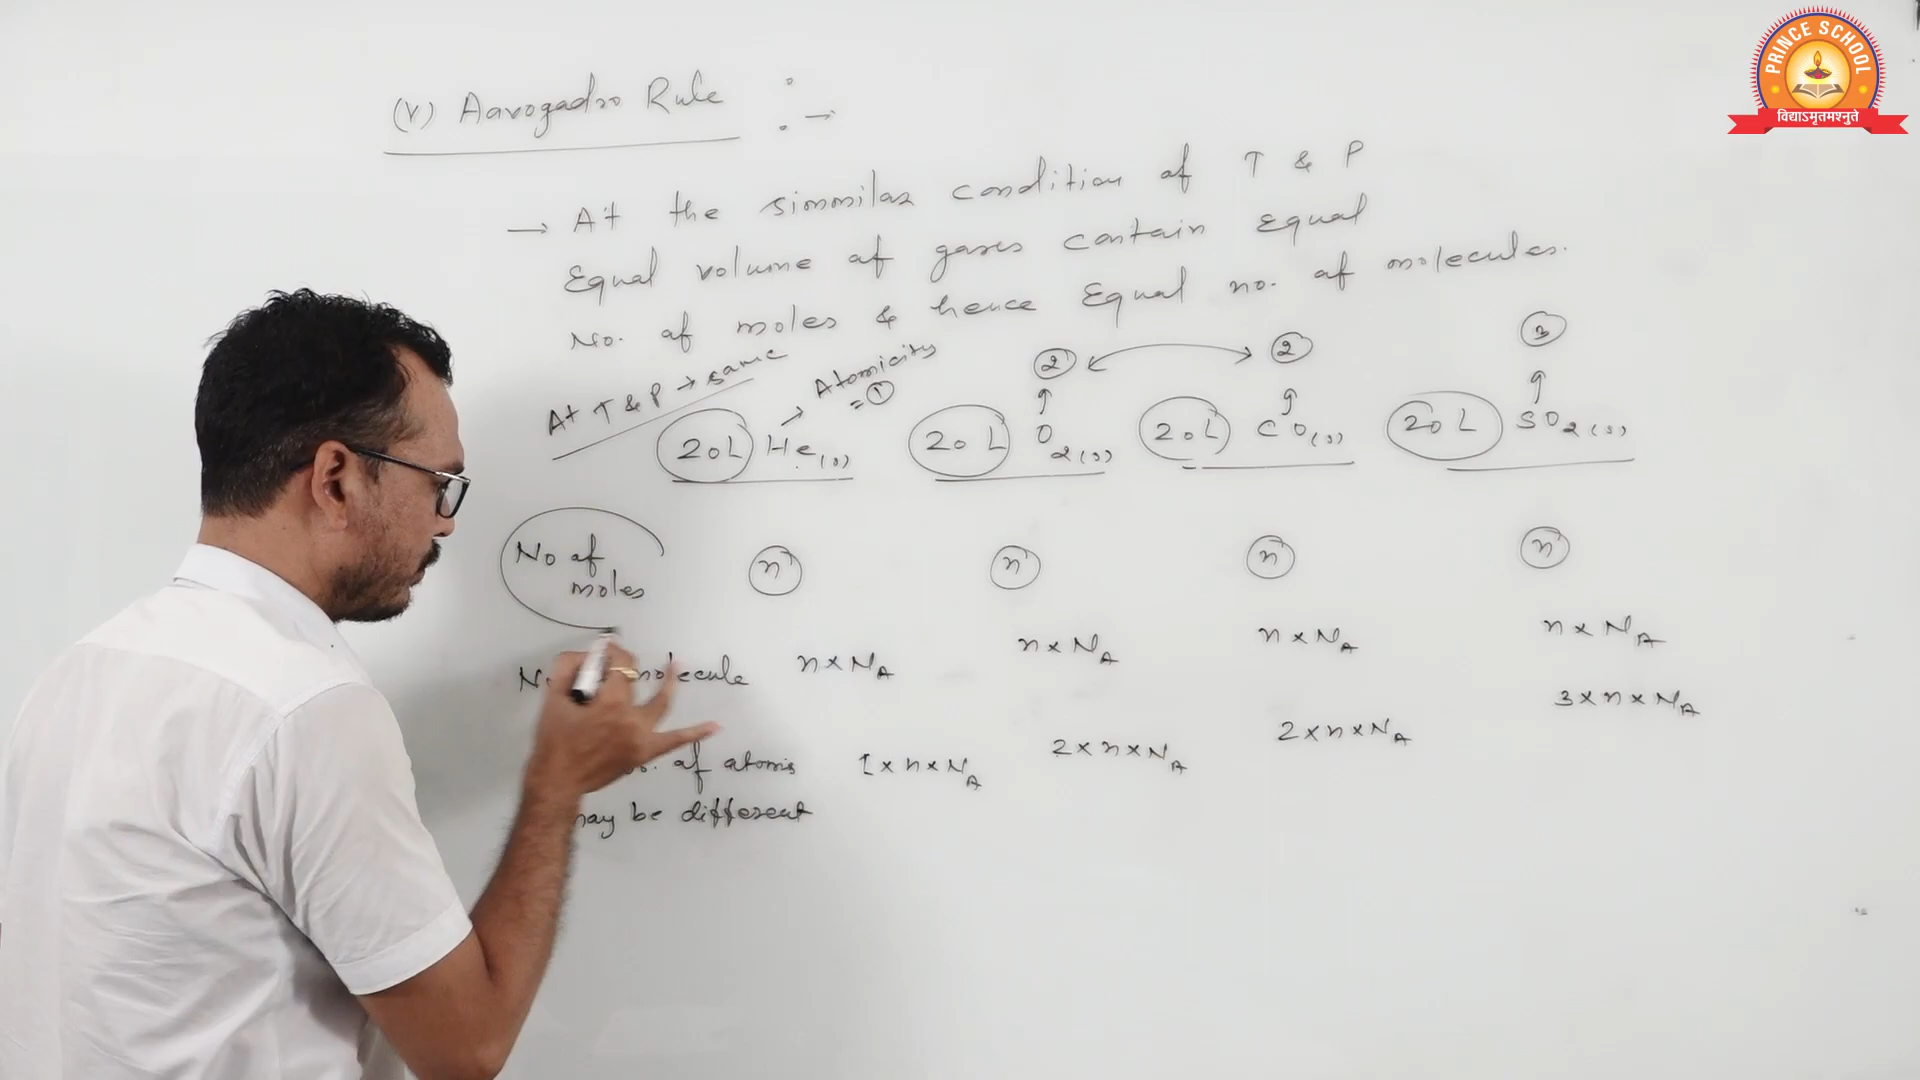 PRINCE SCHOOL
विद्याऽमृतमश्नुते
(V) Aavogadro Rule :→
→ At the simmilar condition of T & P
Equal volume of gases contain Equal
No. of moles & hence Equal no. of molecules.
At T & P → same
Atomicity = 1
2
2
3
20 L He(g)
20 L O2(g)
20 L CO(g)
20 L SO2(g)
No of moles n n n n
molecule n × NA n × NA n × NA n × NA
of atoms 1 × n × NA 2 × n × NA 2 × n × NA 3 × n × NA
may be different